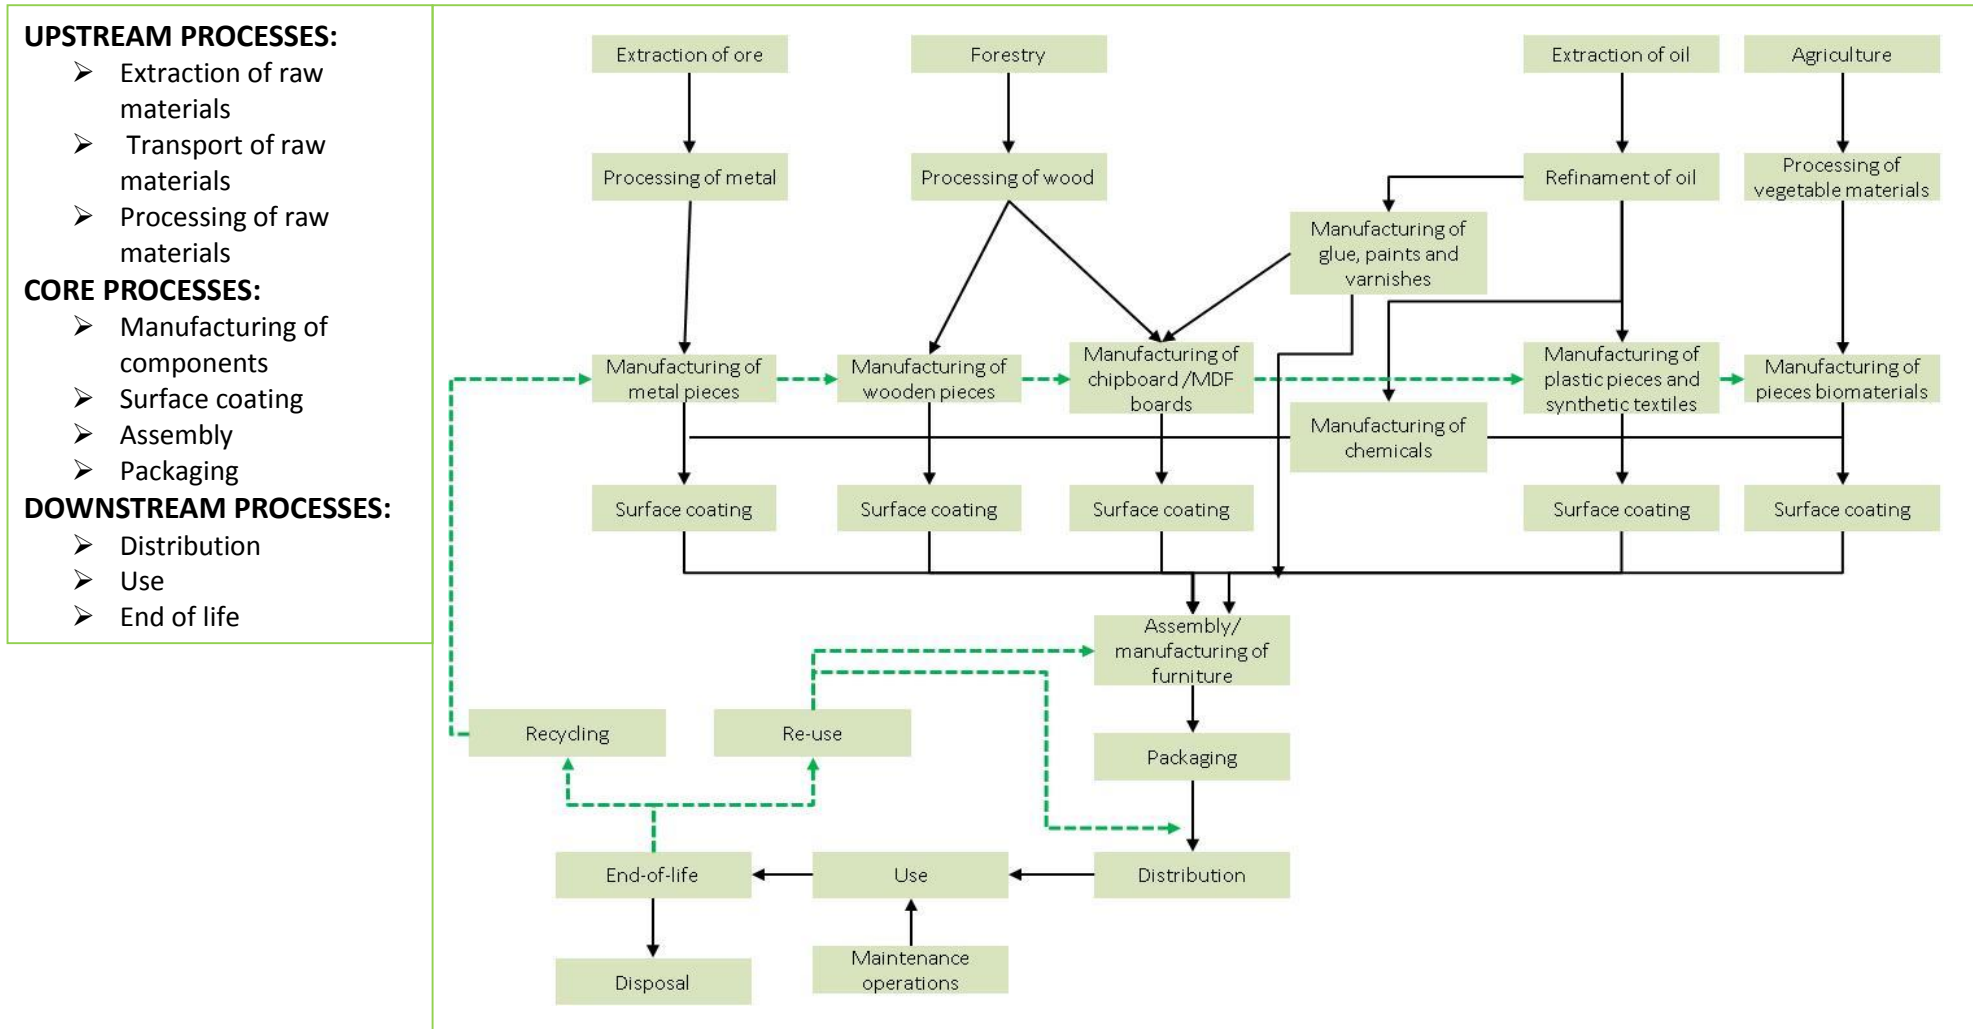 UPSTREAM PROCESSES:
➢ Extraction of raw
materials
➢ Transport of raw
materials
➢ Processing of raw
materials
CORE PROCESSES:
➢ Manufacturing of
components
➢ Surface coating
➢ Assembly
➢ Packaging
DOWNSTREAM PROCESSES:
➢ Distribution
➢ Use
➢ End of life
Extraction of ore
Forestry
Extraction of oil
Agriculture
Processing of metal
Processing of wood
Refinament of oil
Processing of
vegetable materials
Manufacturing of
glue, paints and
varnishes
Manufacturing of
metal pieces
Manufacturing of
wooden pieces
Manufacturing of
chipboard /MDF
boards
Manufacturing of
plastic pieces and
synthetic textiles
Manufacturing of
pieces biomaterials
Manufacturing of
chemicals
Surface coating
Surface coating
Surface coating
Surface coating
Surface coating
Assembly/
manufacturing of
furniture
Recycling
Re-use
Packaging
End-of-life
Use
Distribution
Disposal
Maintenance
operations